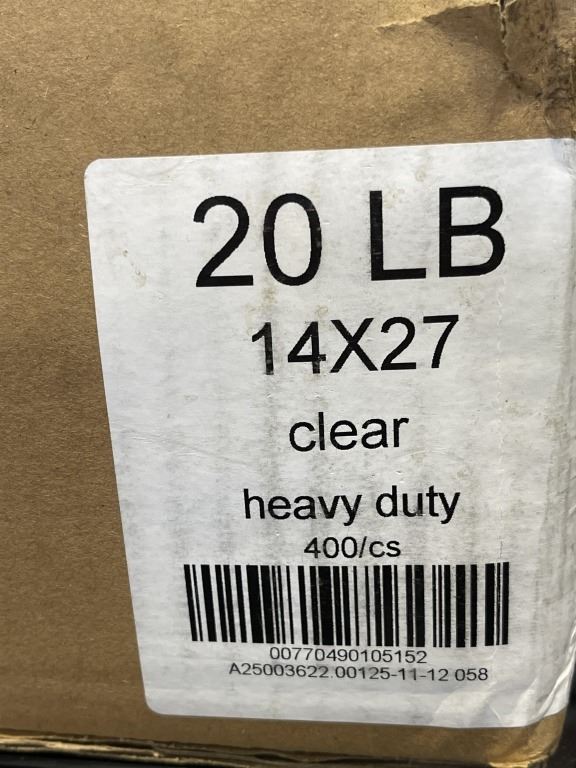 20 LB
14X27
clear
heavy duty
400/cs
00770490105152
A25003622.00125-11-12 058